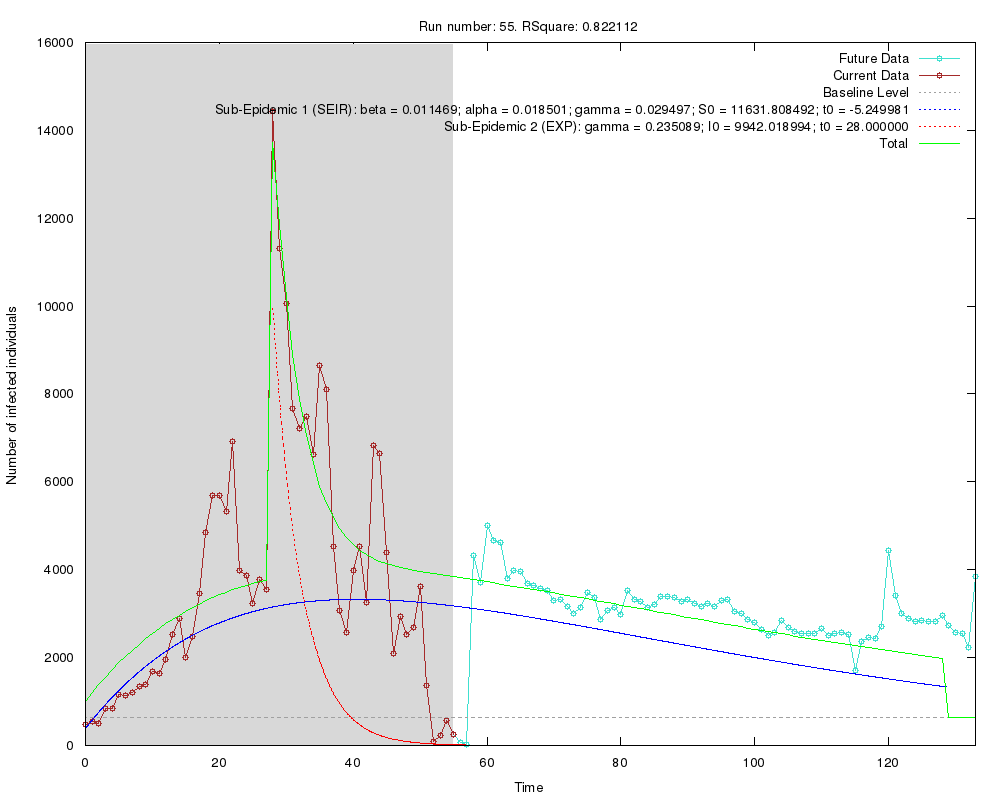 Run number: 55. RSquare: 0.822112
16000
14000
12000
10000
8000
6000
4000
2000
0
Number of infected individuals
Future Data
Current Data
Baseline Level
Sub-Epidemic 1 (SEIR): beta = 0.011469; alpha = 0.018501; gamma = 0.029497; S0 = 11631.808492; t0 = -5.249981
Sub-Epidemic 2 (EXP): gamma = 0.235089; I0 = 9942.018994; t0 = 28.000000
Total
0 20 40 60 80 100 120
Time